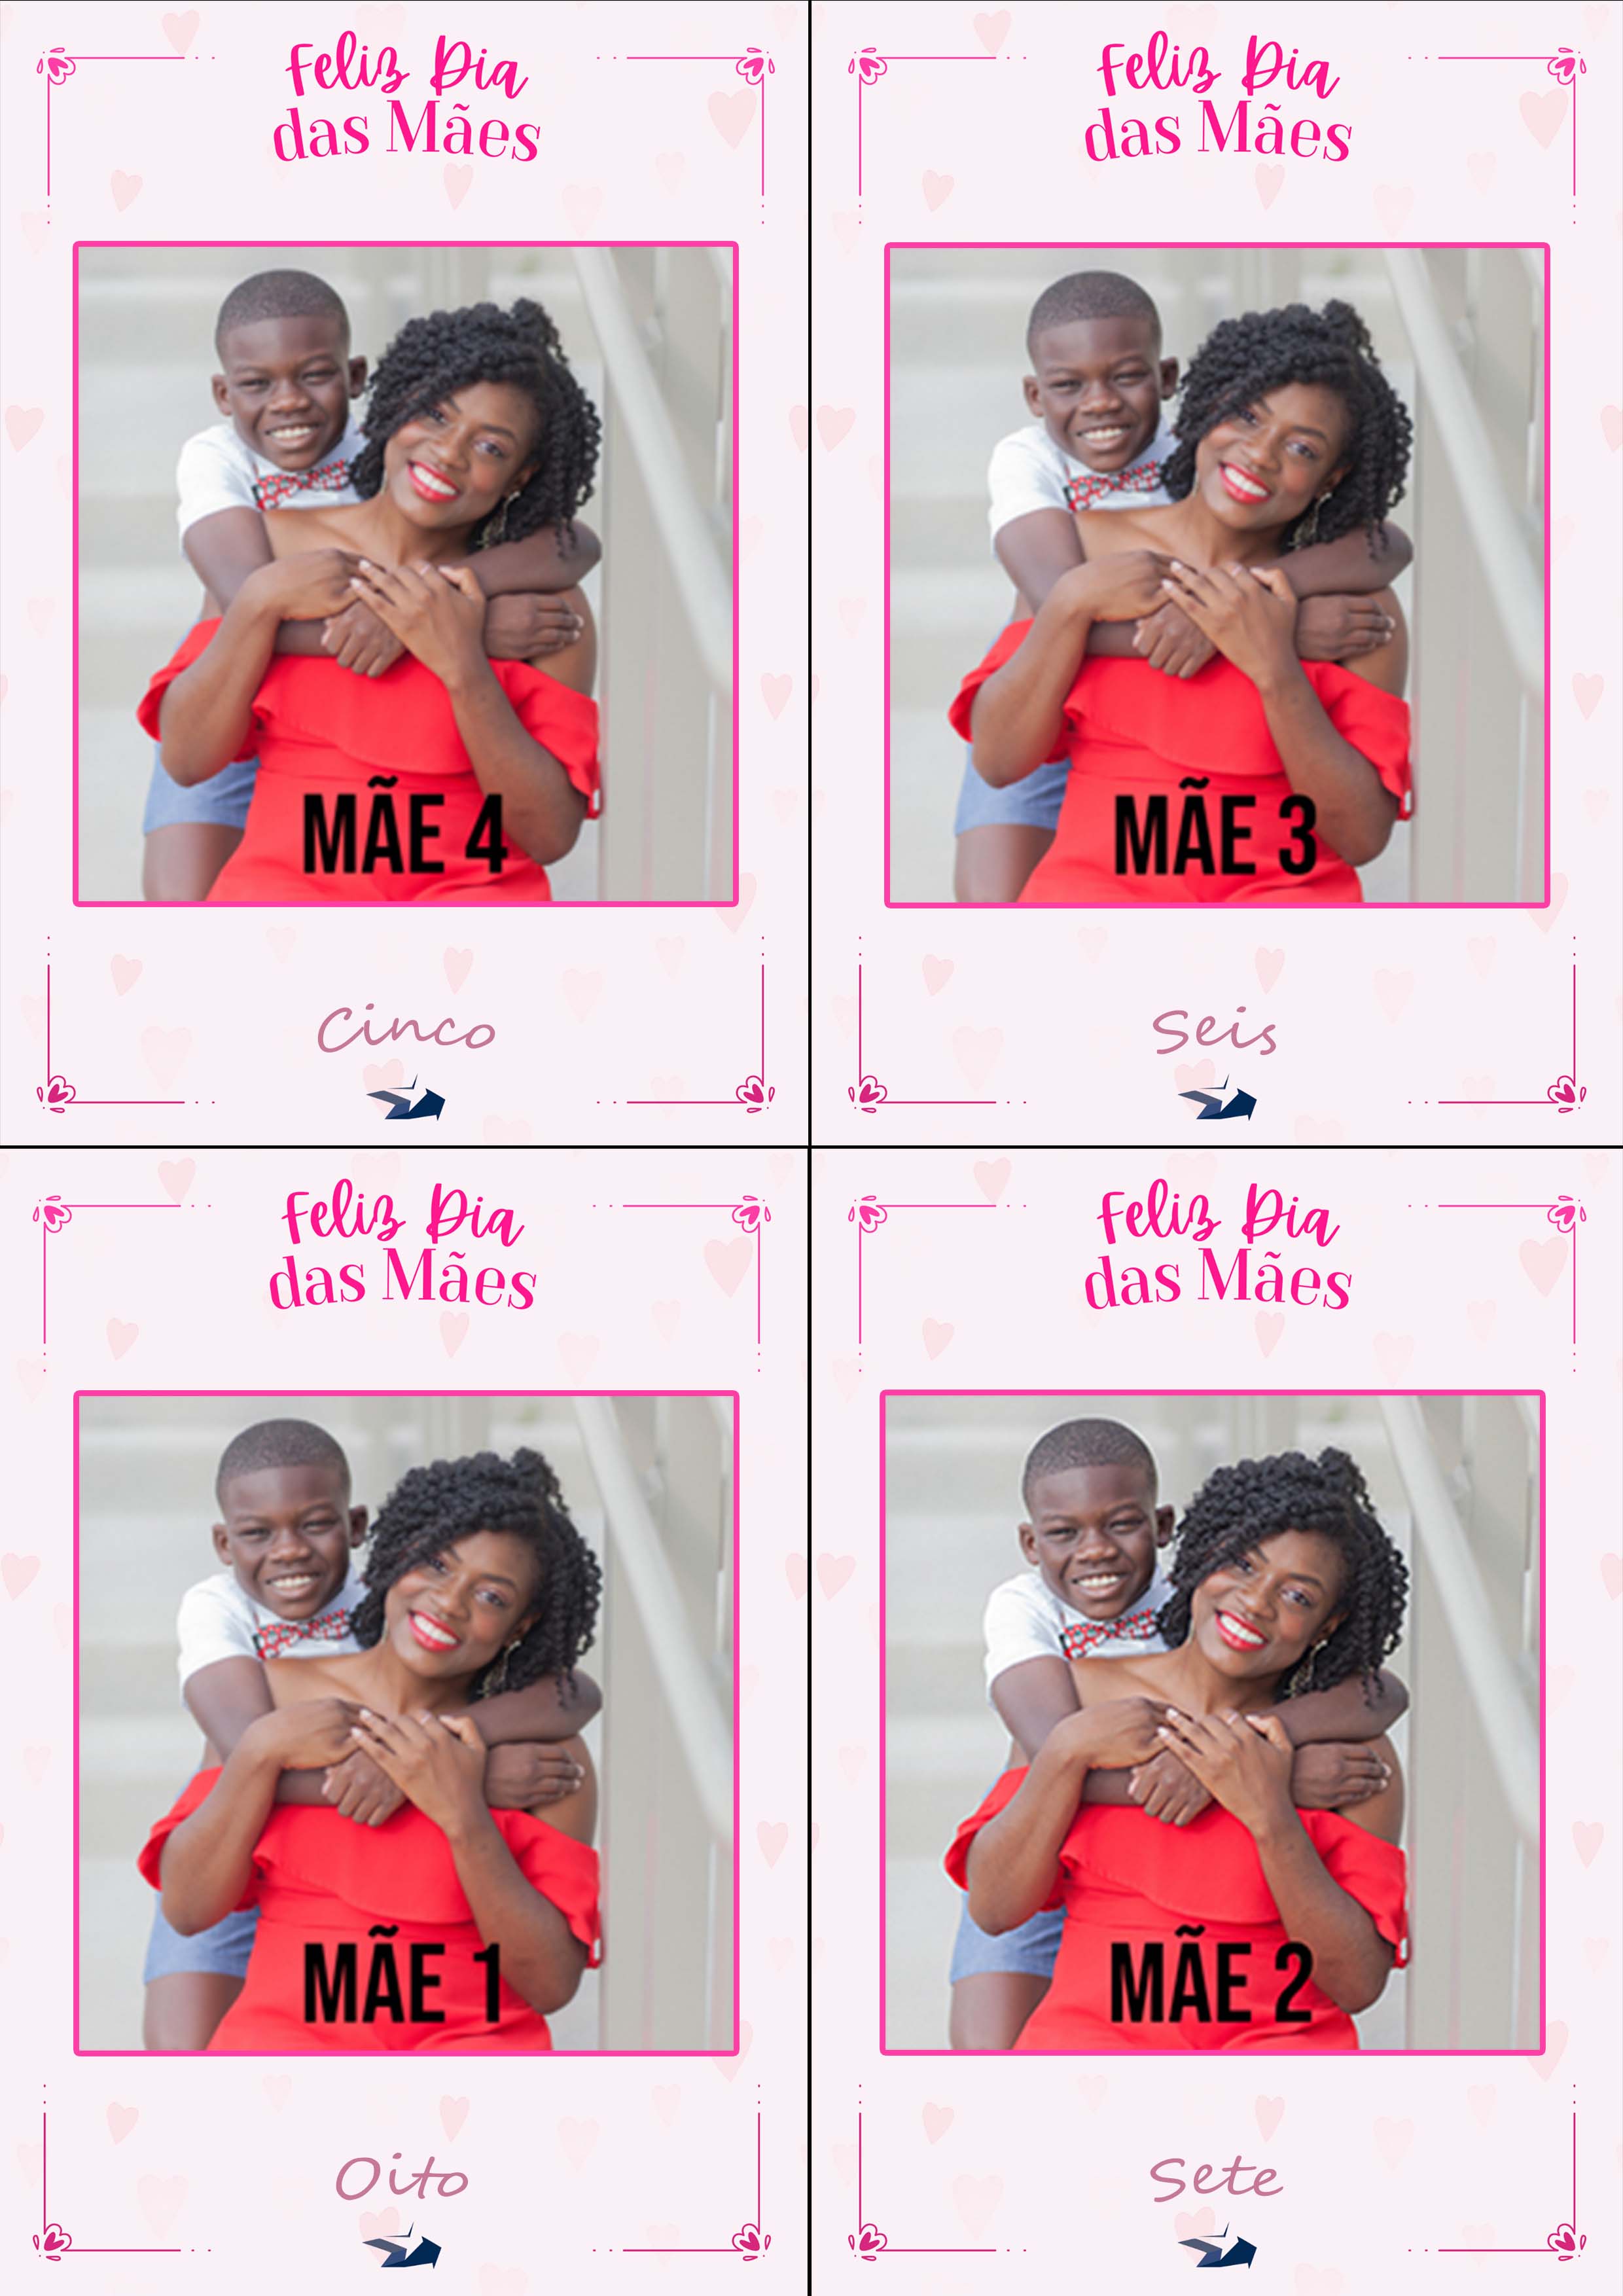 Feliz Dia
das Mães
MÃE 4
Cinco
Feliz Dia
das Mães
MÃE 3
Seis
Feliz Dia
das Mães
MÃE 1
Oito
Feliz Dia
das Mães
MÃE 2
Sete